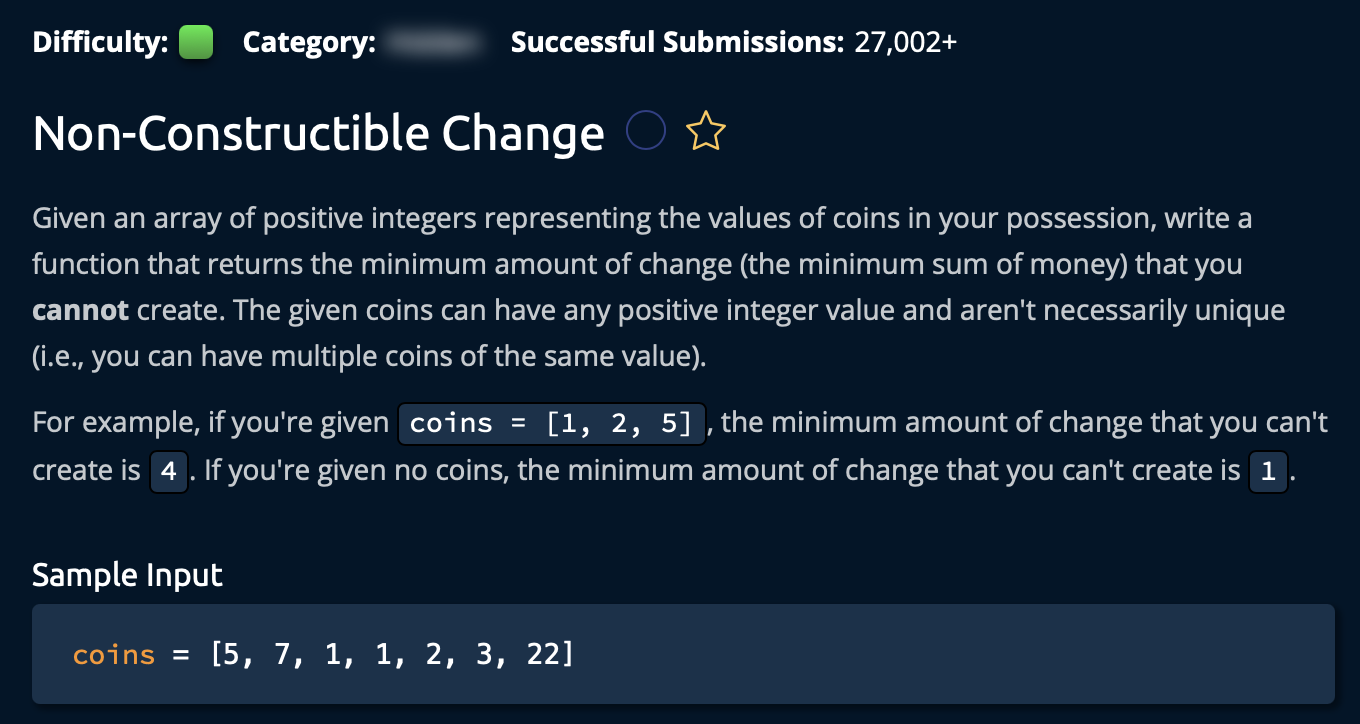 Difficulty: Category: Successful Submissions: 27,002+
Non-Constructible Change
Given an array of positive integers representing the values of coins in your possession, write a
function that returns the minimum amount of change (the minimum sum of money) that you
cannot create. The given coins can have any positive integer value and aren't necessarily unique
(i.e., you can have multiple coins of the same value).
For example, if you're given coins = [1, 2, 5], the minimum amount of change that you can't
create is 4. If you're given no coins, the minimum amount of change that you can't create is 1.
Sample Input
coins = [5, 7, 1, 1, 2, 3, 22]